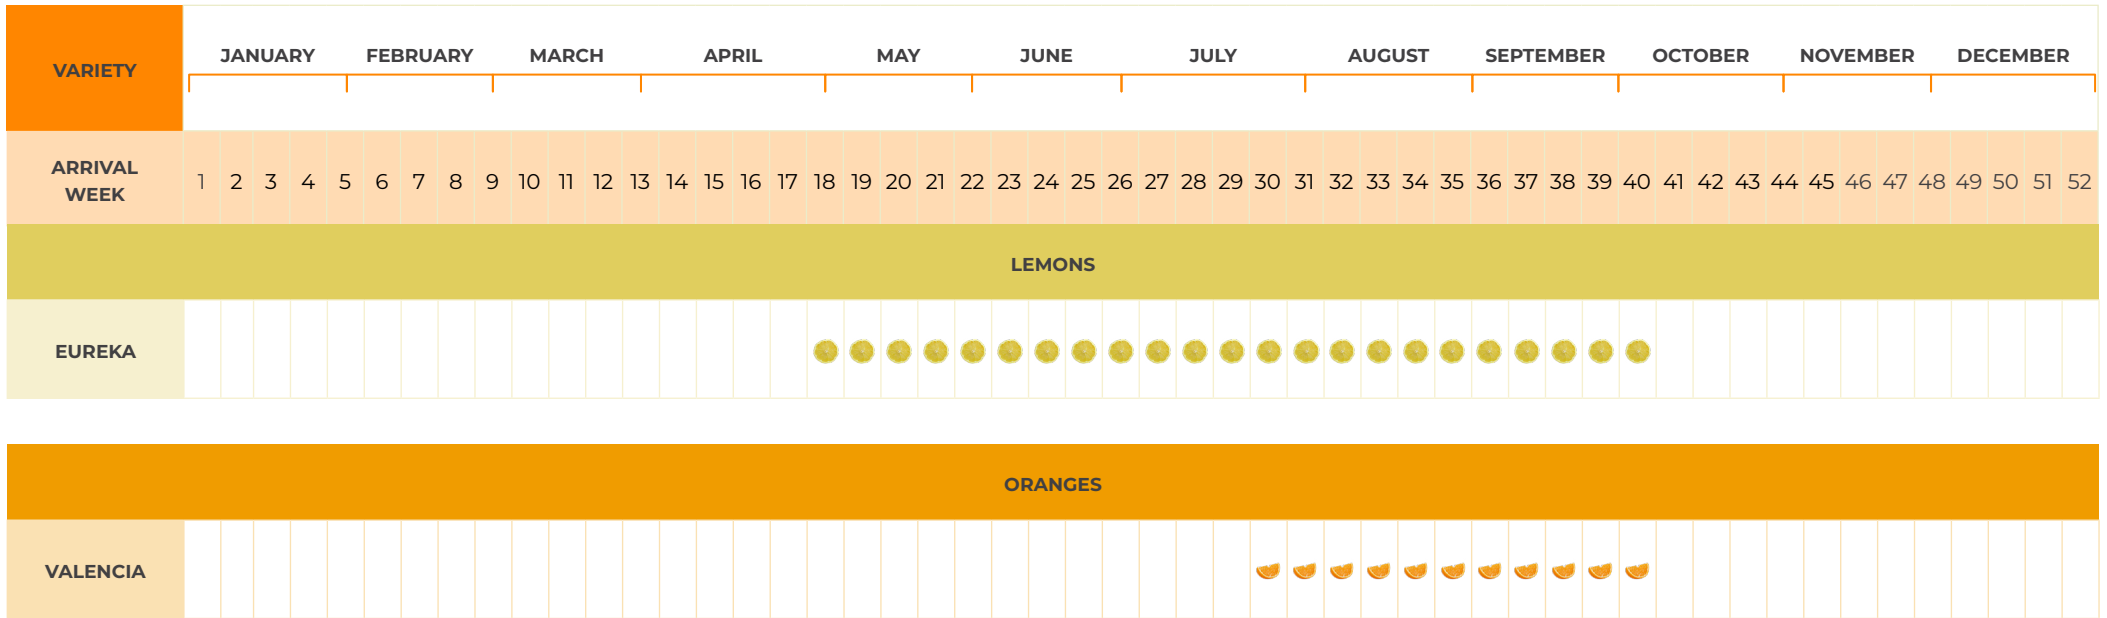 VARIETY
JANUARY FEBRUARY MARCH APRIL MAY JUNE JULY AUGUST SEPTEMBER OCTOBER NOVEMBER DECEMBER
ARRIVAL
WEEK
1 2 3 4 5 6 7 8 9 10 11 12 13 14 15 16 17 18 19 20 21 22 23 24 25 26 27 28 29 30 31 32 33 34 35 36 37 38 39 40 41 42 43 44 45 46 47 48 49 50 51 52
LEMONS
EUREKA
ORANGES
VALENCIA